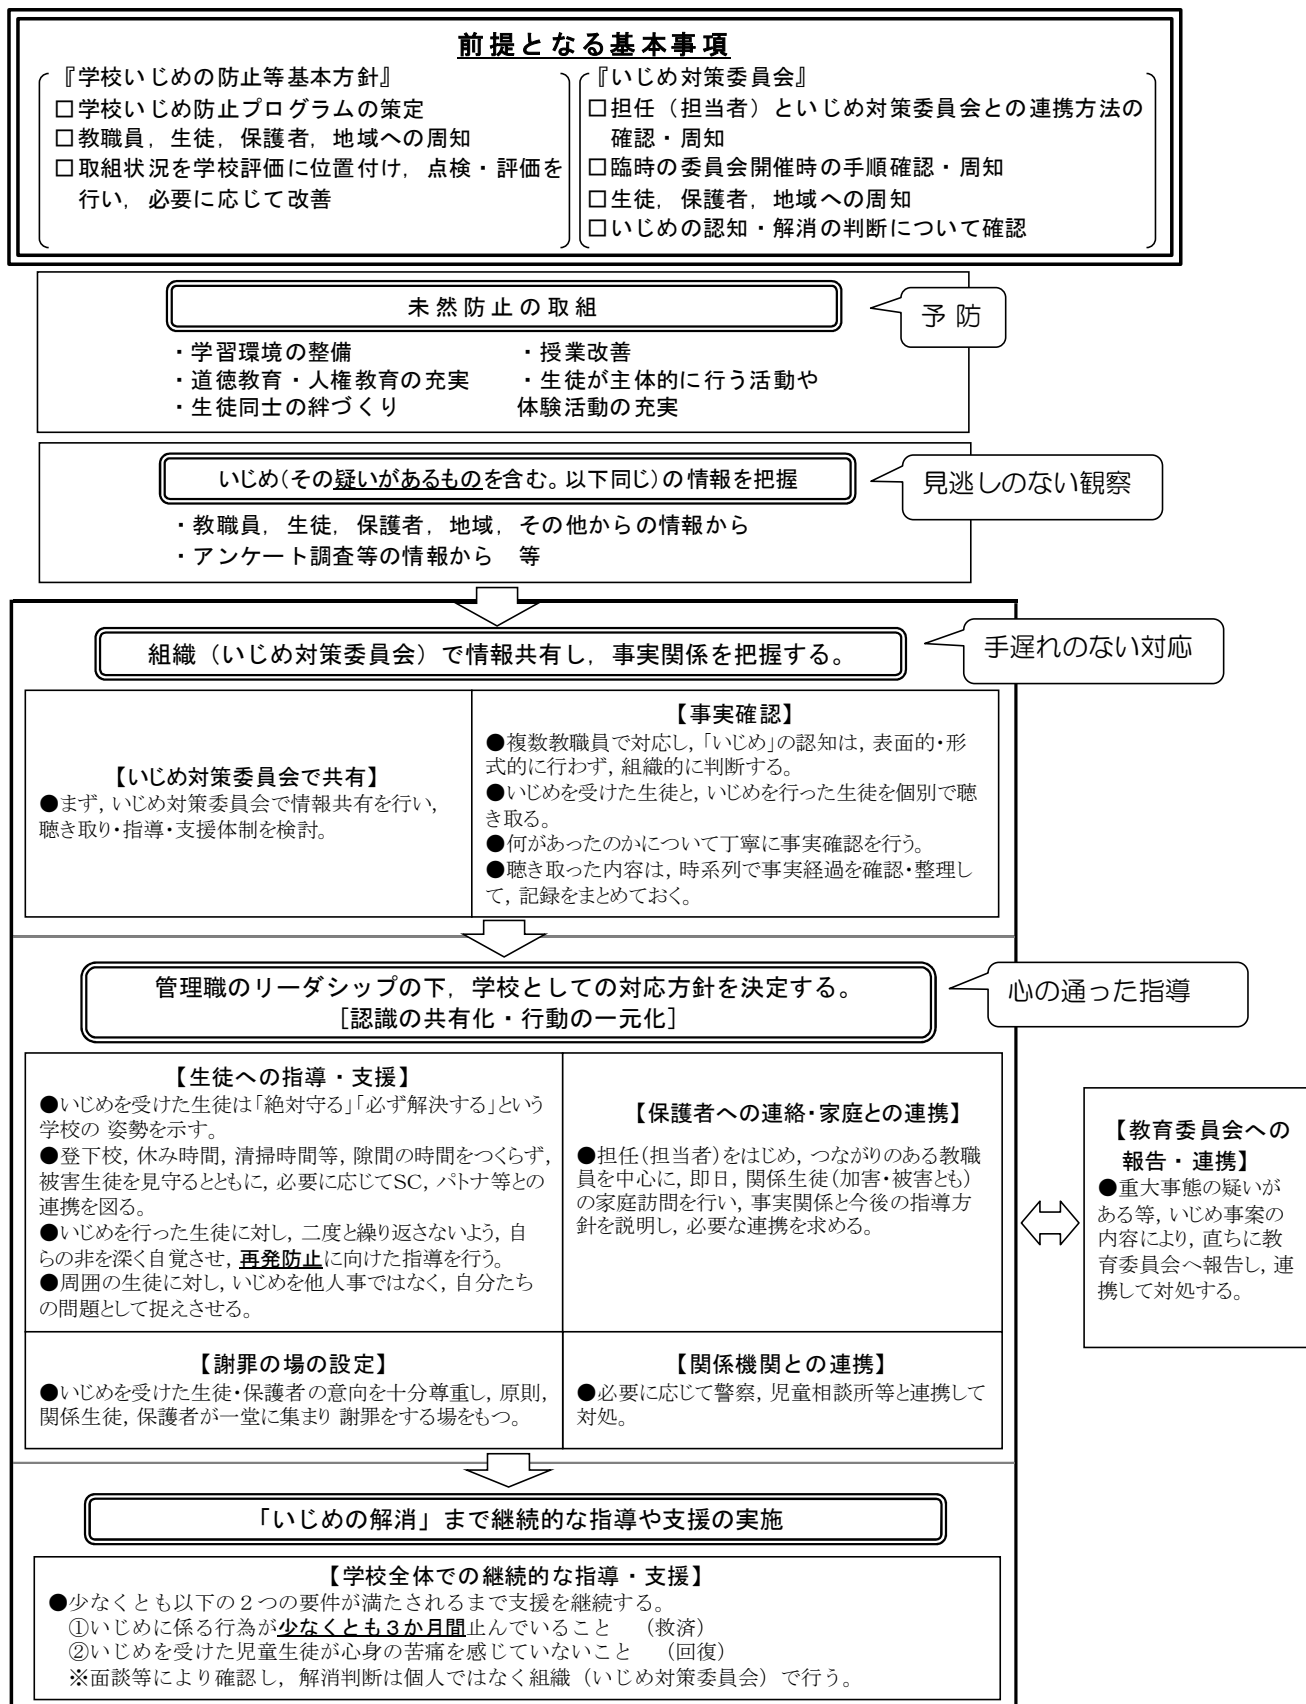 前提となる基本事項
『学校いじめの防止等基本方針』
□学校いじめ防止プログラムの策定
□教職員，生徒，保護者，地域への周知
□取組状況を学校評価に位置付け，点検・評価を
行い，必要に応じて改善
『いじめ対策委員会』
□担任（担当者）といじめ対策委員会との連携方法の
確認・周知
□臨時の委員会開催時の手順確認・周知
□生徒，保護者，地域への周知
□いじめの認知・解消の判断について確認
未然防止の取組
予防
・学習環境の整備
・道徳教育・人権教育の充実
・生徒同士の絆づくり
・授業改善
・生徒が主体的に行う活動や
体験活動の充実
いじめ（その疑いがあるものを含む。以下同じ）の情報を把握
見逃しのない観察
・教職員，生徒，保護者，地域，その他からの情報から
・アンケート調査等の情報から　等
組織（いじめ対策委員会）で情報共有し，事実関係を把握する。
手遅れのない対応
【いじめ対策委員会で共有】
●まず，いじめ対策委員会で情報共有を行い，
聴き取り・指導・支援体制を検討。
【事実確認】
●複数教職員で対応し，「いじめ」の認知は，表面的・形
式的に行わず，組織的に判断する。
●いじめを受けた生徒と，いじめを行った生徒を個別で聴
き取る。
●何があったのかについて丁寧に事実確認を行う。
●聴き取った内容は，時系列で事実経過を確認・整理し
て，記録をまとめておく。
管理職のリーダシップの下，学校としての対応方針を決定する。
［認識の共有化・行動の一元化］
心の通った指導
【生徒への指導・支援】
●いじめを受けた生徒は「絶対守る」「必ず解決する」という
学校の 姿勢を示す。
●登下校，休み時間，清掃時間等，隙間の時間をつくらず，
被害生徒を見守るとともに，必要に応じてSC，パトナ等との
連携を図る。
●いじめを行った生徒に対し，二度と繰り返さないよう，自
らの非を深く自覚させ，再発防止に向けた指導を行う。
●周囲の生徒に対し，いじめを他人事ではなく，自分たち
の問題として捉えさせる。
【保護者への連絡・家庭との連携】
●担任（担当者）をはじめ，つながりのある教職
員を中心に，即日，関係生徒（加害・被害とも）
の家庭訪問を行い，事実関係と今後の指導方
針を説明し，必要な連携を求める。
【教育委員会への
報告・連携】
●重大事態の疑いが
ある等，いじめ事案の
内容により，直ちに教
育委員会へ報告し，連
携して対処する。
【謝罪の場の設定】
●いじめを受けた生徒・保護者の意向を十分尊重し，原則，
関係生徒，保護者が一堂に集まり 謝罪をする場をもつ。
【関係機関との連携】
●必要に応じて警察，児童相談所等と連携して
対処。
「いじめの解消」まで継続的な指導や支援の実施
【学校全体での継続的な指導・支援】
●少なくとも以下の２つの要件が満たされるまで支援を継続する。
①いじめに係る行為が少なくとも３か月間止んでいること　（救済）
②いじめを受けた児童生徒が心身の苦痛を感じていないこと　（回復）
※面談等により確認し，解消判断は個人ではなく組織（いじめ対策委員会）で行う。